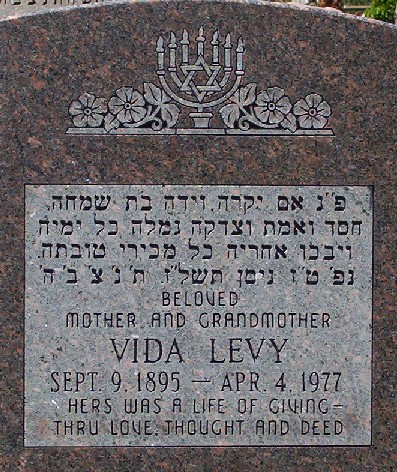 פ״נ אם יקרה וידה בת שמחה.
חסד ואמת וצדקה גמלה כל ימיה
ויבכו אחריה כל מכירי טובתה.
נפ׳ ט״ז ניסן תשל״ז. ת׳נ׳צ׳ב׳ה׳
BELOVED
MOTHER AND GRANDMOTHER
VIDA LEVY
SEPT. 9, 1895 — APR. 4, 1977
HERS WAS A LIFE OF GIVING—
THRU LOVE, THOUGHT AND DEED